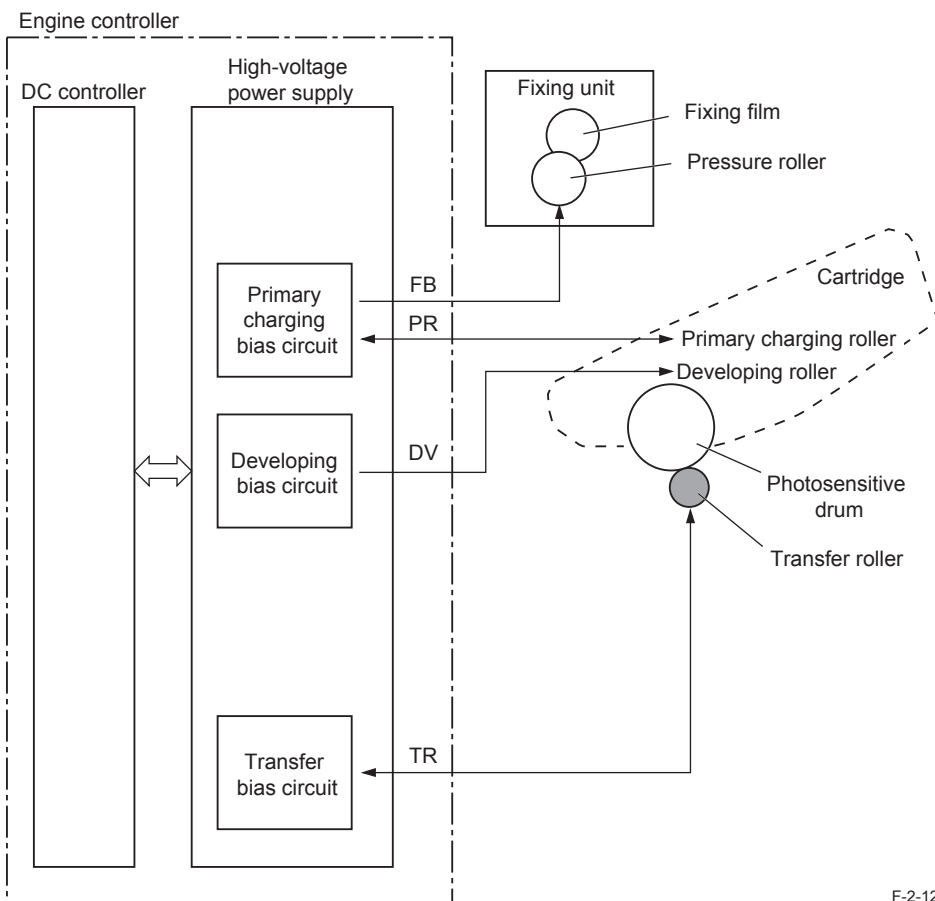 Engine controller
DC controller
High-voltage
power supply
Fixing unit
Fixing film
Pressure roller
Primary
charging
bias circuit
FB
PR
Cartridge
Primary charging roller
Developing roller
Developing
bias circuit
DV
Photosensitive
drum
Transfer roller
Transfer
bias circuit
TR
F-2-12